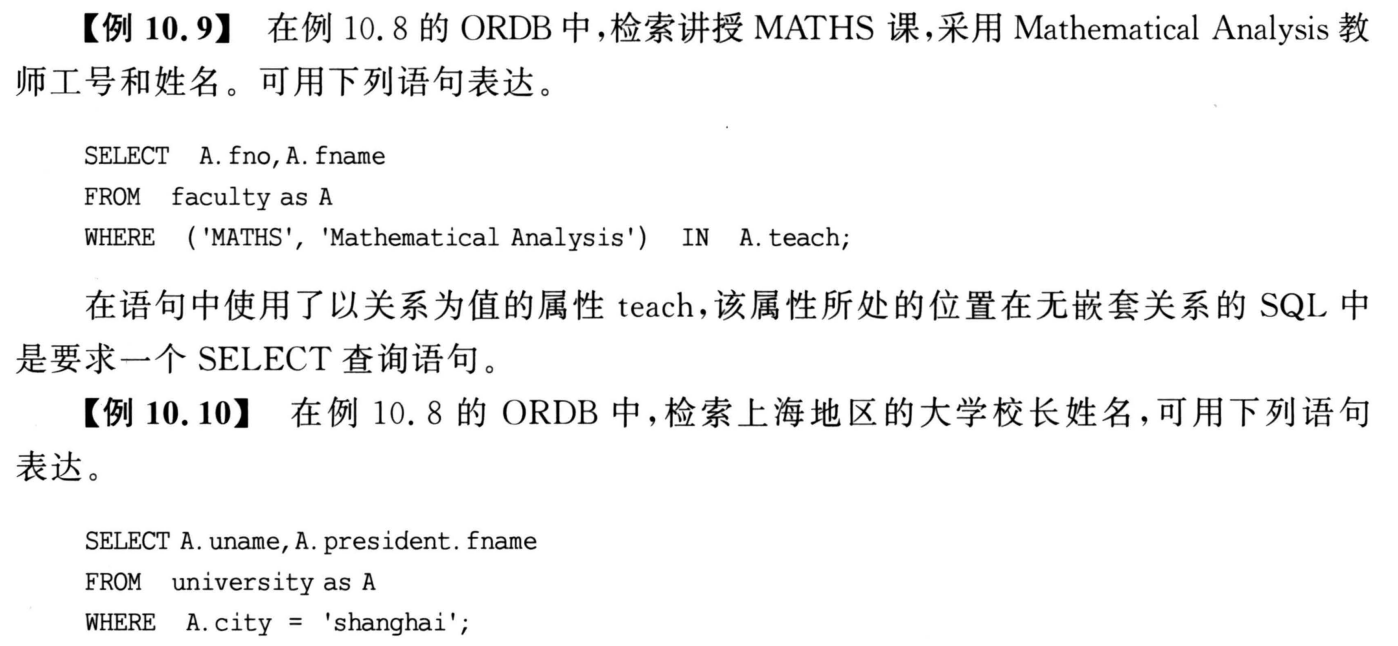 【例 10.9】 在例 10.8 的 ORDB 中,检索讲授 MATHS 课,采用 Mathematical Analysis 教
师工号和姓名。可用下列语句表达。
SELECT A.fno,A.fname
FROM faculty as A
WHERE ('MATHS', 'Mathematical Analysis') IN A.teach;
在语句中使用了以关系为值的属性 teach,该属性所处的位置在无嵌套关系的 SQL 中
是要求一个 SELECT 查询语句。
【例 10.10】 在例 10.8 的 ORDB 中,检索上海地区的大学校长姓名,可用下列语句
表达。
SELECT A.uname,A.president.fname
FROM university as A
WHERE A.city = 'shanghai';